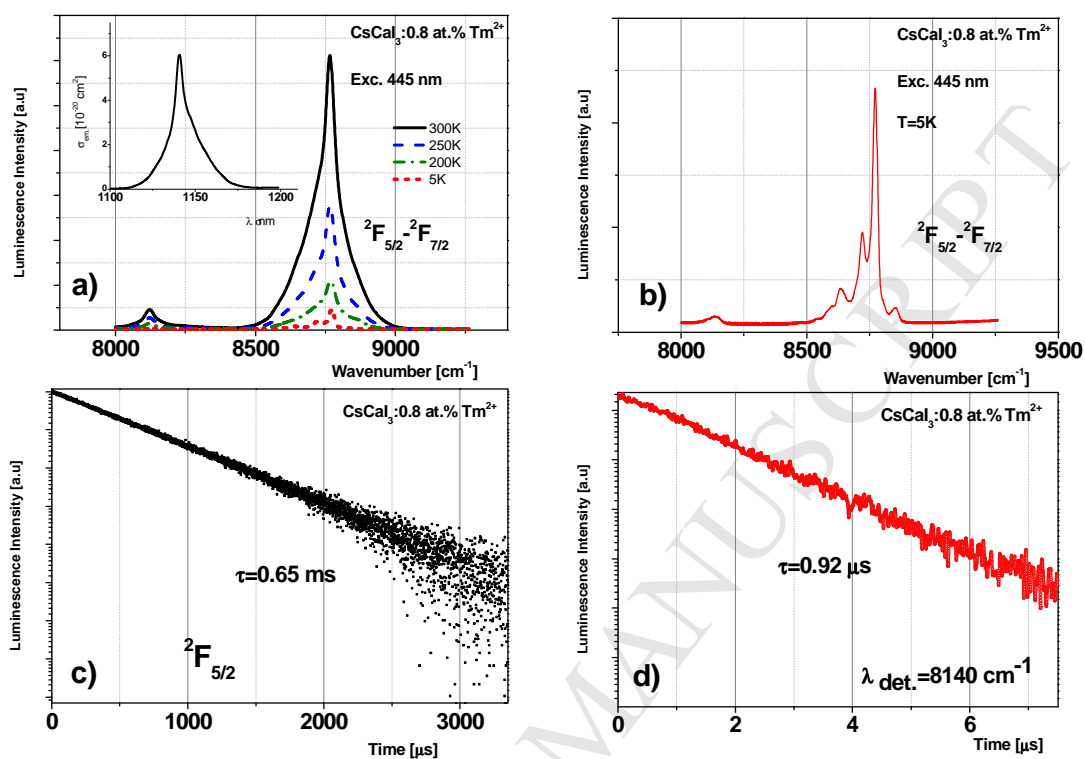 CsCaI₃:0.8 at.% Tm²⁺
Exc. 445 nm
300K
250K
200K
5K
²F₅/₂-²F₇/₂
a)
σem.[10⁻²⁰ cm²]
6
4
2
0
1100 1150 1200
λ nm
Luminescence Intensity [a.u]
8000 8500 9000
Wavenumber [cm⁻¹]
CsCaI₃:0.8 at.% Tm²⁺
Exc. 445 nm
T=5K
²F₅/₂-²F₇/₂
b)
Luminescence Intensity [a.u]
8000 8500 9000 9500
Wavenumber [cm⁻¹]
CsCaI₃:0.8 at.% Tm²⁺
τ=0.65 ms
²F₅/₂
c)
Luminescence Intensity [a.u]
0 1000 2000 3000
Time [μs]
CsCaI₃:0.8 at.% Tm²⁺
τ=0.92 μs
λ det.=8140 cm⁻¹
d)
Luminescence Intensity [a.u]
0 2 4 6
Time [μs]
MANUSCRIPT